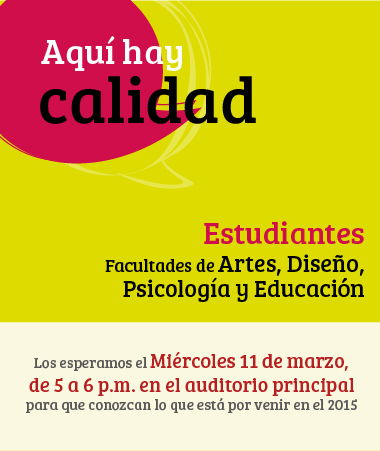 Aquí hay
calidad
Estudiantes
Facultades de Artes, Diseño,
Psicología y Educación
Los esperamos el Miércoles 11 de marzo,
de 5 a 6 p.m. en el auditorio principal
para que conozcan lo que está por venir en el 2015